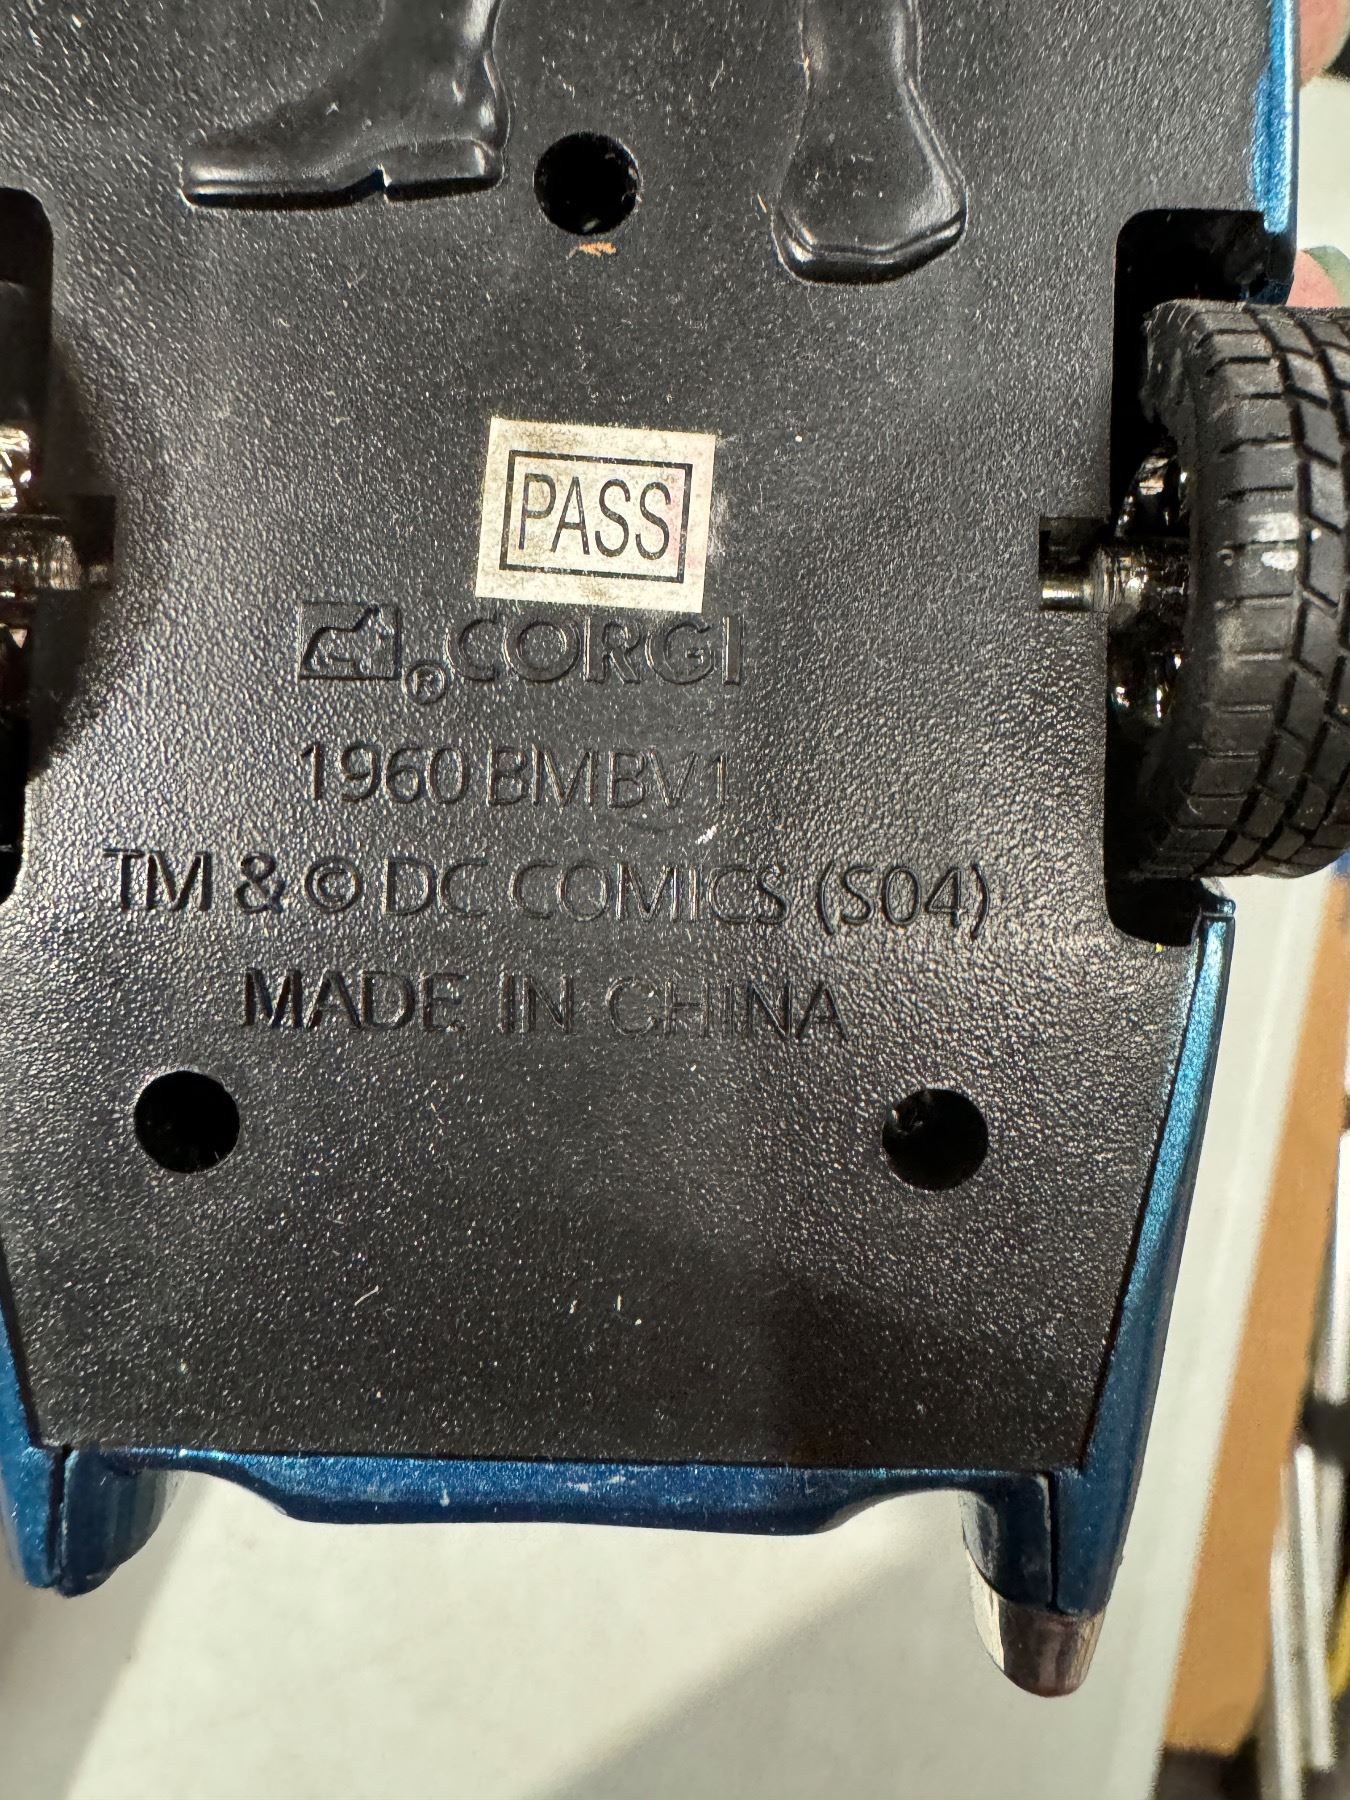 PASS
® CORGI
1960 BMBV1
TM & © DC COMICS (S04)
MADE IN CHINA